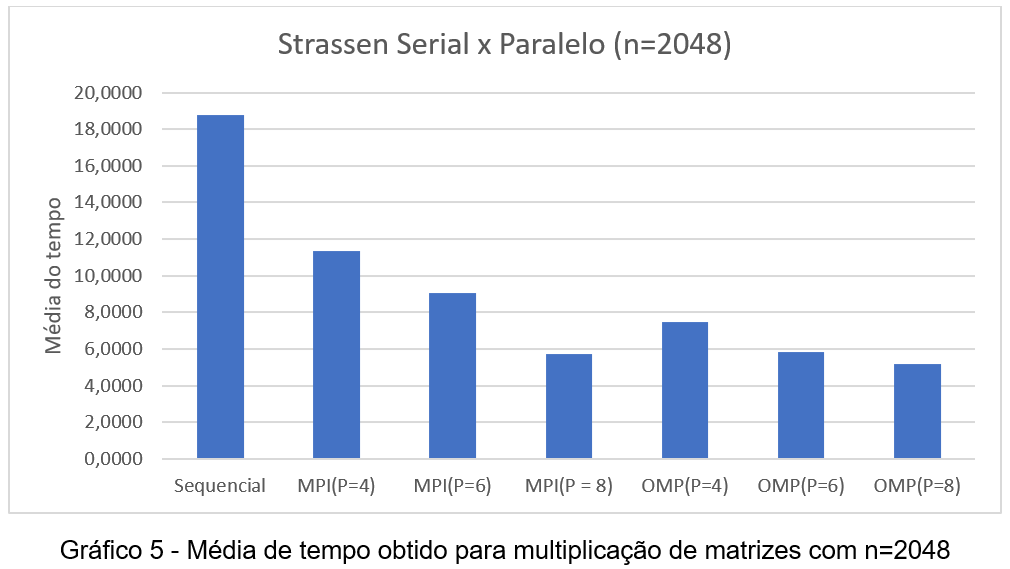 Strassen Serial x Paralelo (n=2048)
Média do tempo
20,0000
18,0000
16,0000
14,0000
12,0000
10,0000
8,0000
6,0000
4,0000
2,0000
0,0000
Sequencial MPI(P=4) MPI(P=6) MPI(P = 8) OMP(P=4) OMP(P=6) OMP(P=8)
Gráfico 5 - Média de tempo obtido para multiplicação de matrizes com n=2048